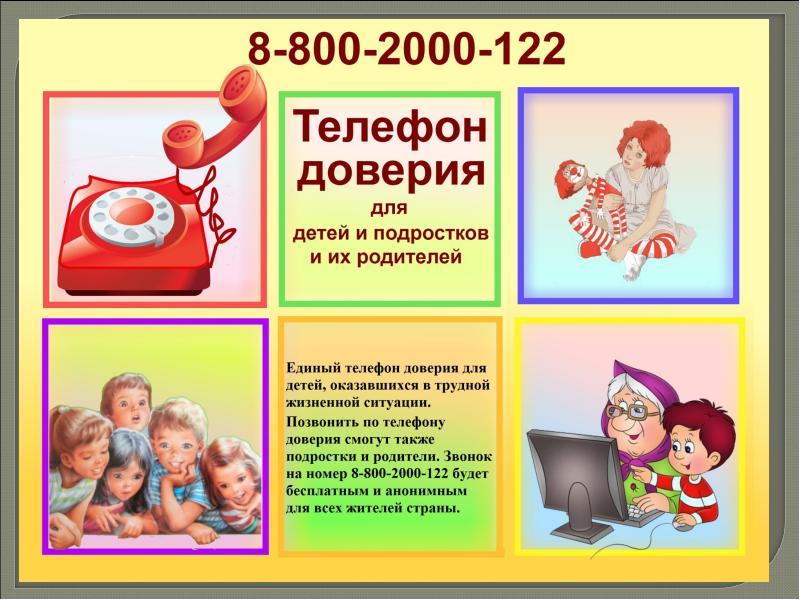 8-800-2000-122
Телефон
доверия
для
детей и подростков
и их родителей
Единый телефон доверия для
детей, оказавшихся в трудной
жизненной ситуации.
Позвонить по телефону
доверия смогут также
подростки и родители. Звонок
на номер 8-800-2000-122 будет
бесплатным и анонимным
для всех жителей страны.